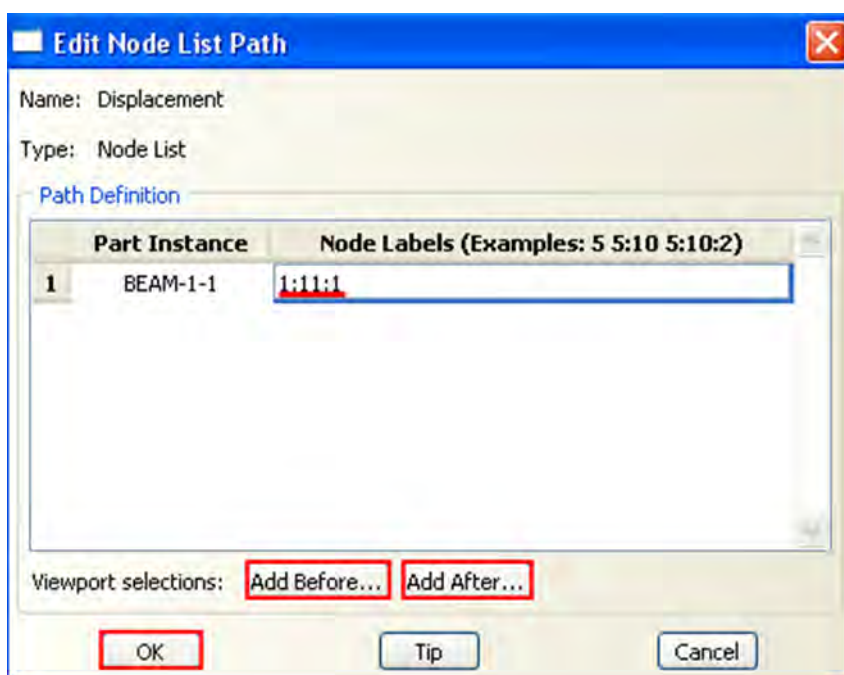 Edit Node List Path
Name: Displacement
Type: Node List
Path Definition
Part Instance Node Labels (Examples: 5 5:10 5:10:2)
1 BEAM-1-1 1:11:1
Viewport selections: Add Before... Add After...
OK Tip Cancel